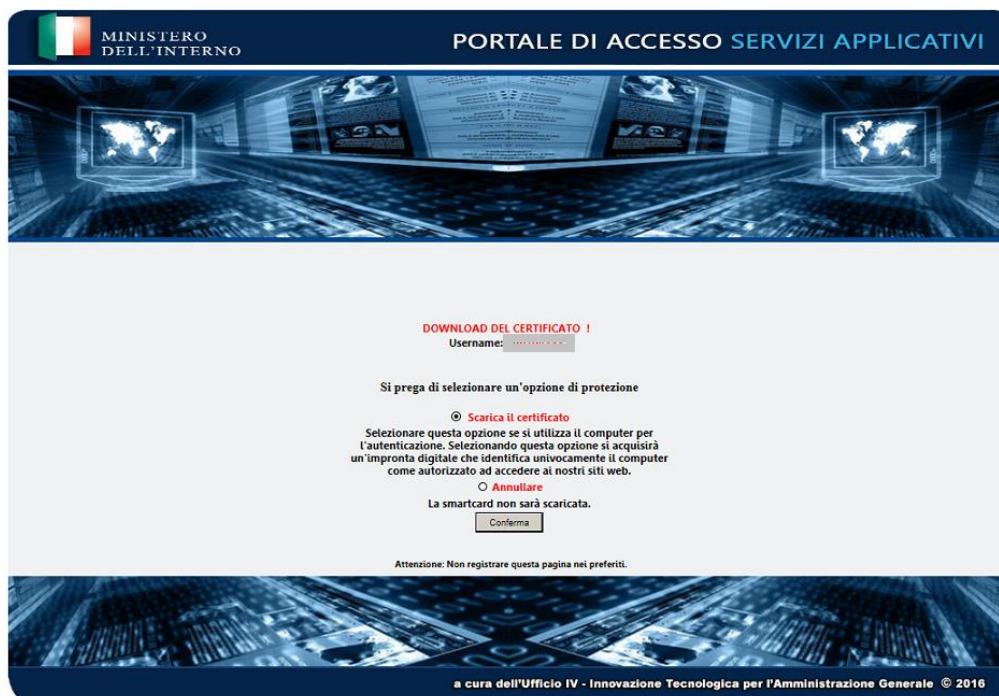 MINISTERO
DELL'INTERNO
PORTALE DI ACCESSO SERVIZI APPLICATIVI
DOWNLOAD DEL CERTIFICATO !
Username:
Si prega di selezionare un'opzione di protezione
Scarica il certificato
Selezionare questa opzione se si utilizza il computer per
l'autenticazione. Selezionando questa opzione si acquisirà
un'impronta digitale che identifica univocamente il computer
come autorizzato ad accedere ai nostri siti web.
Annullare
La smartcard non sarà scaricata.
Conferma
Attenzione: Non registrare questa pagina nei preferiti.
a cura dell'Ufficio IV - Innovazione Tecnologica per l'Amministrazione Generale © 2016